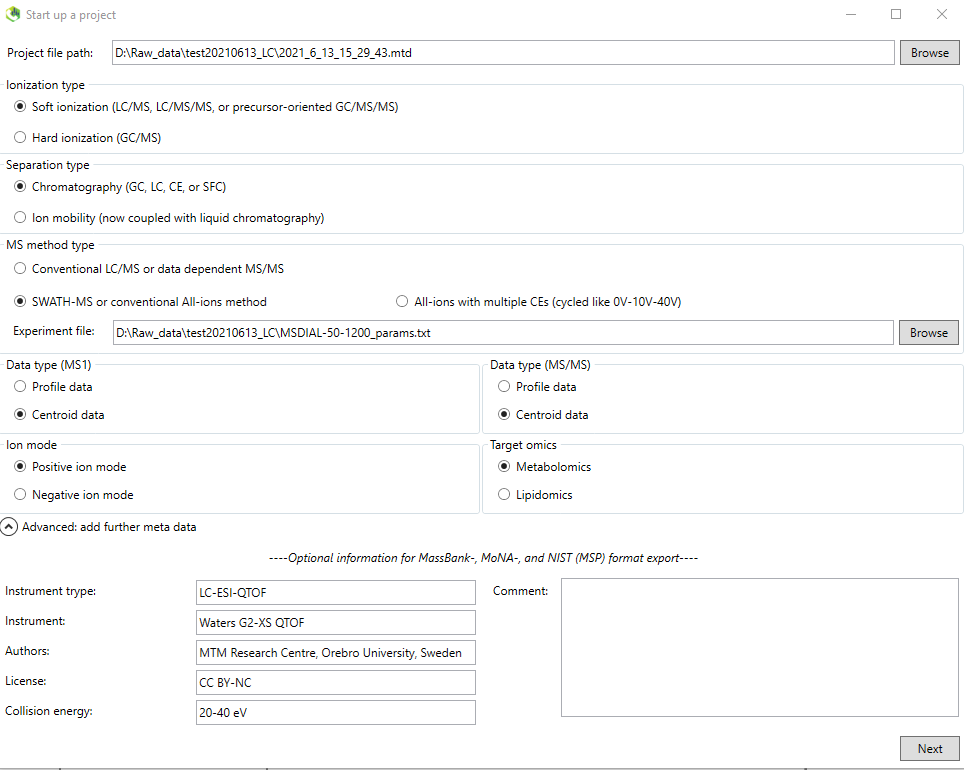 Start up a project
Project file path: D:\Raw_data\test20210613_LC\2021_6_13_15_29_43.mtd Browse
Ionization type
Soft ionization (LC/MS, LC/MS/MS, or precursor-oriented GC/MS/MS)
Hard ionization (GC/MS)
Separation type
Chromatography (GC, LC, CE, or SFC)
Ion mobility (now coupled with liquid chromatography)
MS method type
Conventional LC/MS or data dependent MS/MS
SWATH-MS or conventional All-ions method All-ions with multiple CEs (cycled like 0V-10V-40V)
Experiment file: D:\Raw_data\test20210613_LC\MSDIAL-50-1200_params.txt Browse
Data type (MS1) Data type (MS/MS)
Profile data Profile data
Centroid data Centroid data
Ion mode Target omics
Positive ion mode Metabolomics
Negative ion mode Lipidomics
Advanced: add further meta data
----Optional information for MassBank-, MoNA-, and NIST (MSP) format export----
Instrument trype: LC-ESI-QTOF Comment:
Instrument: Waters G2-XS QTOF
Authors: MTM Research Centre, Orebro University, Sweden
License: CC BY-NC
Collision energy: 20-40 eV
Next